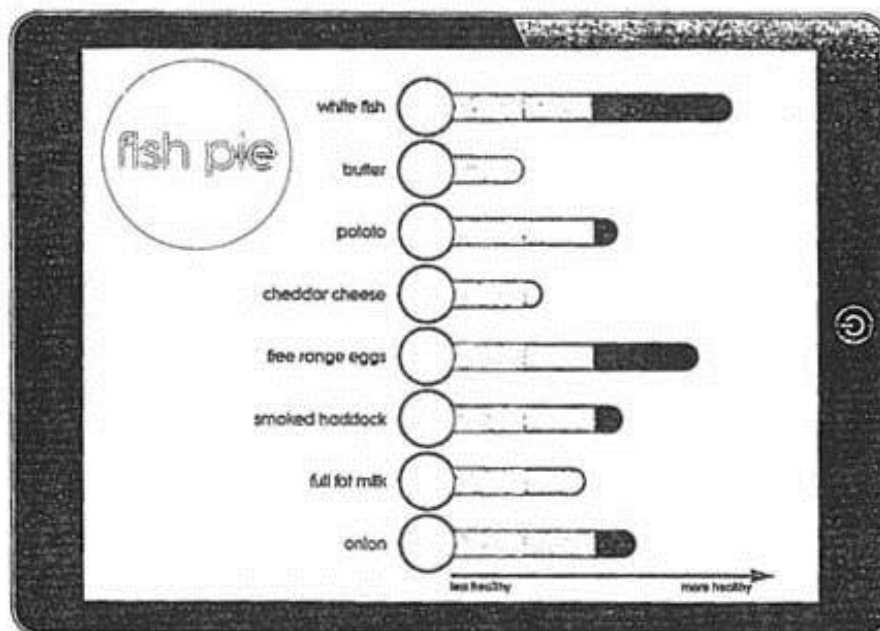 fish pie
white fish
butter
potato
cheddar cheese
free range eggs
smoked haddock
full fat milk
onion
less healthy
more healthy